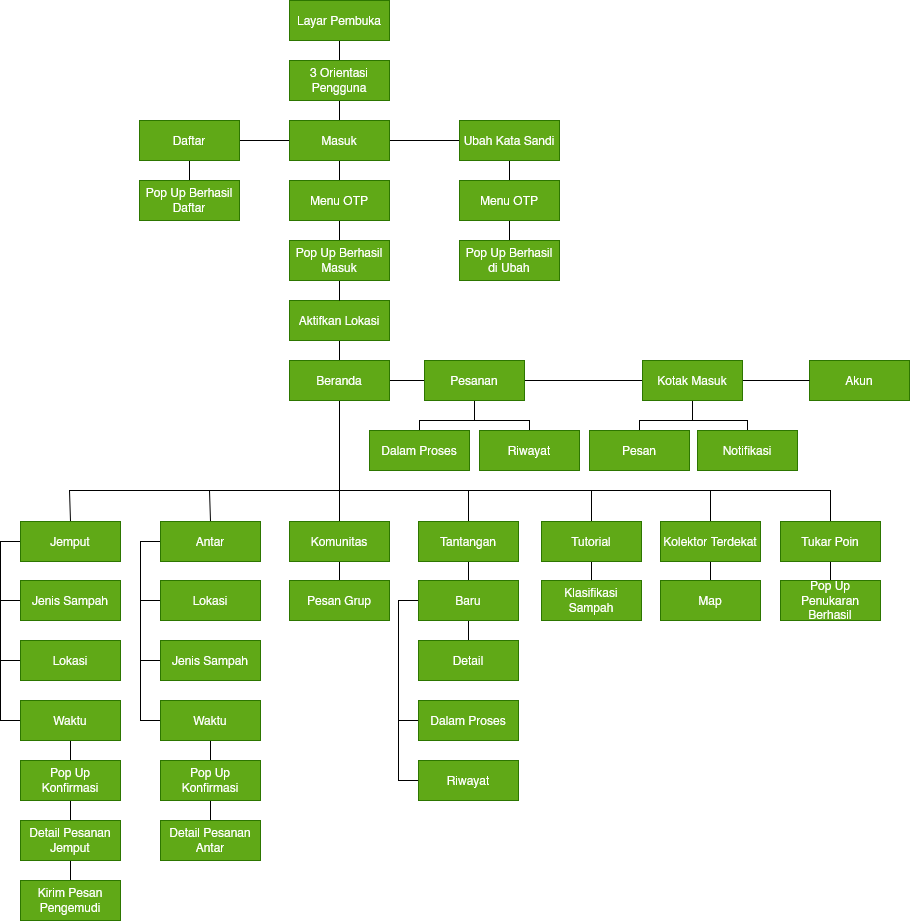 Layar Pembuka
3 Orientasi
Pengguna
Daftar
Masuk
Ubah Kata Sandi
Pop Up Berhasil
Daftar
Menu OTP
Menu OTP
Pop Up Berhasil
Masuk
Pop Up Berhasil
di Ubah
Aktifkan Lokasi
Beranda
Pesanan
Kotak Masuk
Akun
Dalam Proses
Riwayat
Pesan
Notifikasi
Jemput
Antar
Komunitas
Tantangan
Tutorial
Kolektor Terdekat
Tukar Poin
Jenis Sampah
Lokasi
Pesan Grup
Baru
Klasifikasi
Sampah
Map
Pop Up
Penukaran
Berhasil
Lokasi
Jenis Sampah
Detail
Waktu
Waktu
Dalam Proses
Pop Up
Konfirmasi
Pop Up
Konfirmasi
Riwayat
Detail Pesanan
Jemput
Detail Pesanan
Antar
Kirim Pesan
Pengemudi